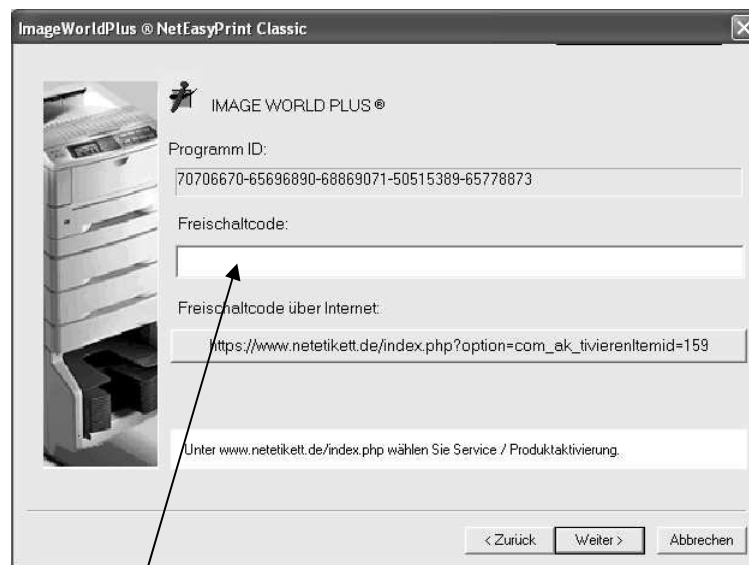 ImageWorldPlus ® NetEasyPrint Classic
IMAGE WORLD PLUS ®
Programm ID:
70706670-65696890-68869071-50515389-65778873
Freischaltcode:
Freischaltcode über Internet:
https://www.netetikett.de/index.php?option=com_ak_tivierenItemid=159
Unter www.netetikett.de/index.php wählen Sie Service / Produktaktivierung.
< Zurück
Weiter >
Abbrechen